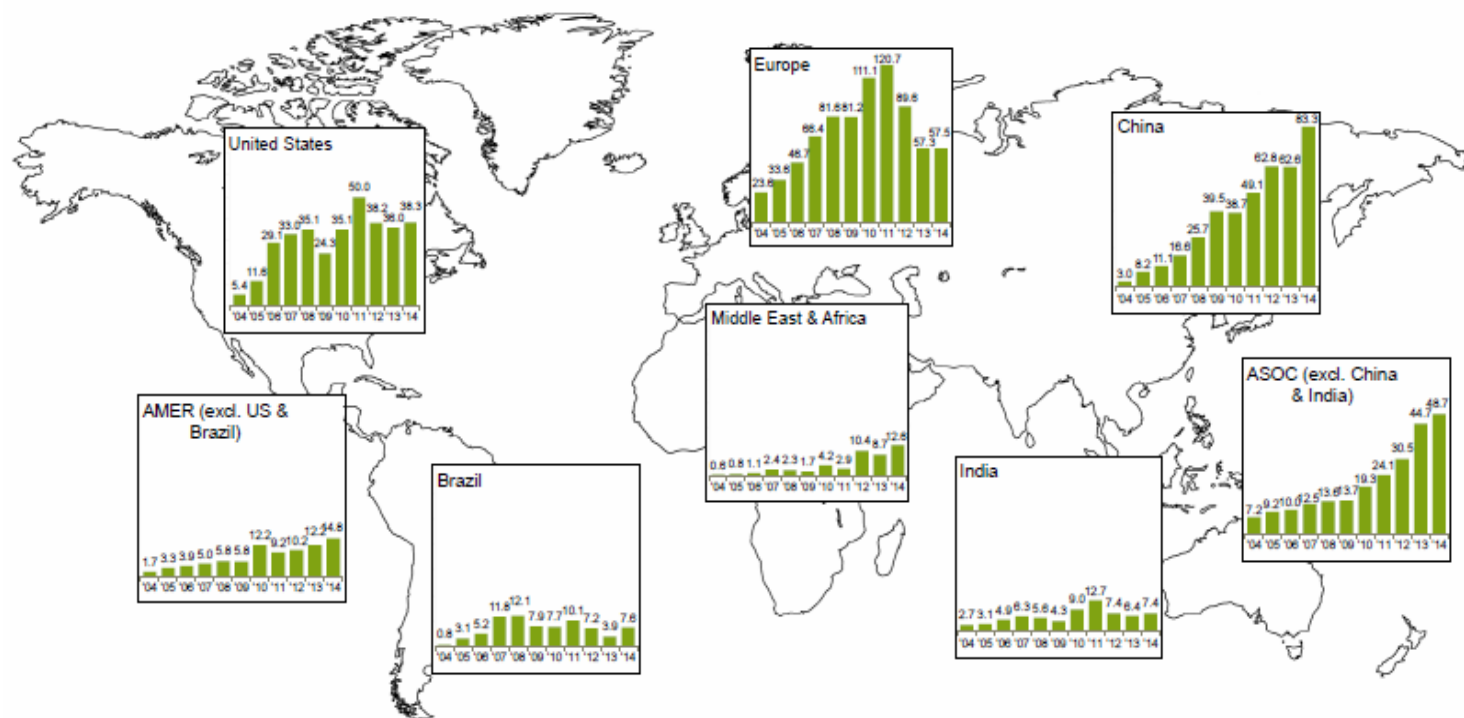 United States
5.4 11.6 29.1 33.0 35.1 24.3 35.1 50.0 38.2 36.0 38.3
'04 '05 '06 '07 '08 '09 '10 '11 '12 '13 '14
Europe
23.6 33.6 46.7 66.4 81.8 81.2 111.1 120.7 89.6 57.3 57.5
'04 '05 '06 '07 '08 '09 '10 '11 '12 '13 '14
China
3.0 8.2 11.1 16.6 25.7 39.5 38.7 49.1 62.8 62.6 83.3
'04 '05 '06 '07 '08 '09 '10 '11 '12 '13 '14
Middle East & Africa
0.6 0.8 1.1 2.4 2.3 1.7 4.2 2.9 10.4 8.7 12.6
'04 '05 '06 '07 '08 '09 '10 '11 '12 '13 '14
ASOC (excl. China
& India)
7.2 9.2 10.0 12.5 13.6 13.7 19.3 24.1 30.5 44.7 48.7
'04 '05 '06 '07 '08 '09 '10 '11 '12 '13 '14
AMER (excl. US &
Brazil)
1.7 3.3 3.9 5.0 5.8 5.8 12.2 9.2 10.2 12.2 14.8
'04 '05 '06 '07 '08 '09 '10 '11 '12 '13 '14
Brazil
0.8 3.1 5.2 11.8 12.1 7.9 7.7 10.1 7.2 3.9 7.6
'04 '05 '06 '07 '08 '09 '10 '11 '12 '13 '14
India
2.7 3.1 4.9 6.3 5.6 4.3 9.0 12.7 7.4 6.4 7.4
'04 '05 '06 '07 '08 '09 '10 '11 '12 '13 '14